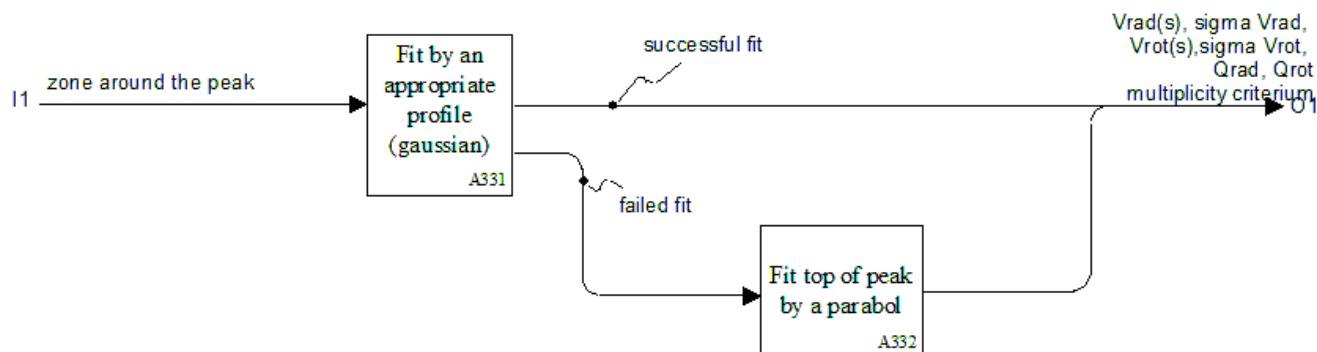 Vrad(s), sigma Vrad,
Vrot(s),sigma Vrot,
Qrad, Qrot
multiplicity criterium
O1
successful fit
Fit by an
appropriate
profile
(gaussian)
A331
zone around the peak
I1
failed fit
Fit top of peak
by a parabol
A332